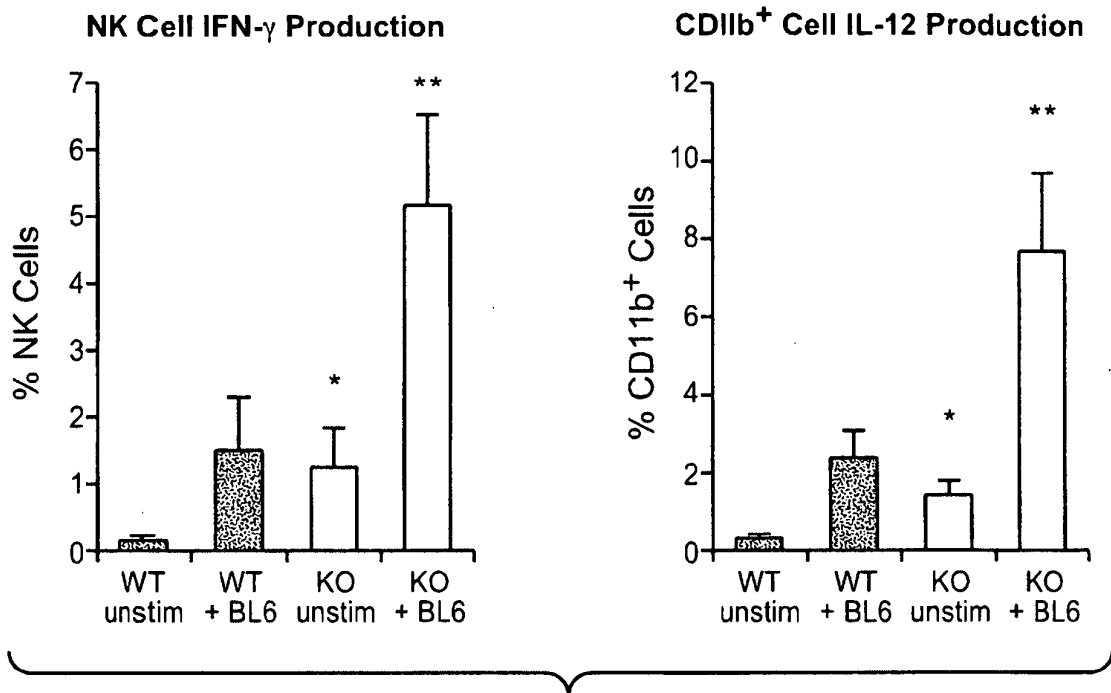 NK Cell IFN-γ Production
% NK Cells
7
6
5
4
3
2
1
0
*
**
WT unstim
WT + BL6
KO unstim
KO + BL6
CDIIb+ Cell IL-12 Production
% CD11b+ Cells
12
10
8
6
4
2
0
*
**
WT unstim
WT + BL6
KO unstim
KO + BL6